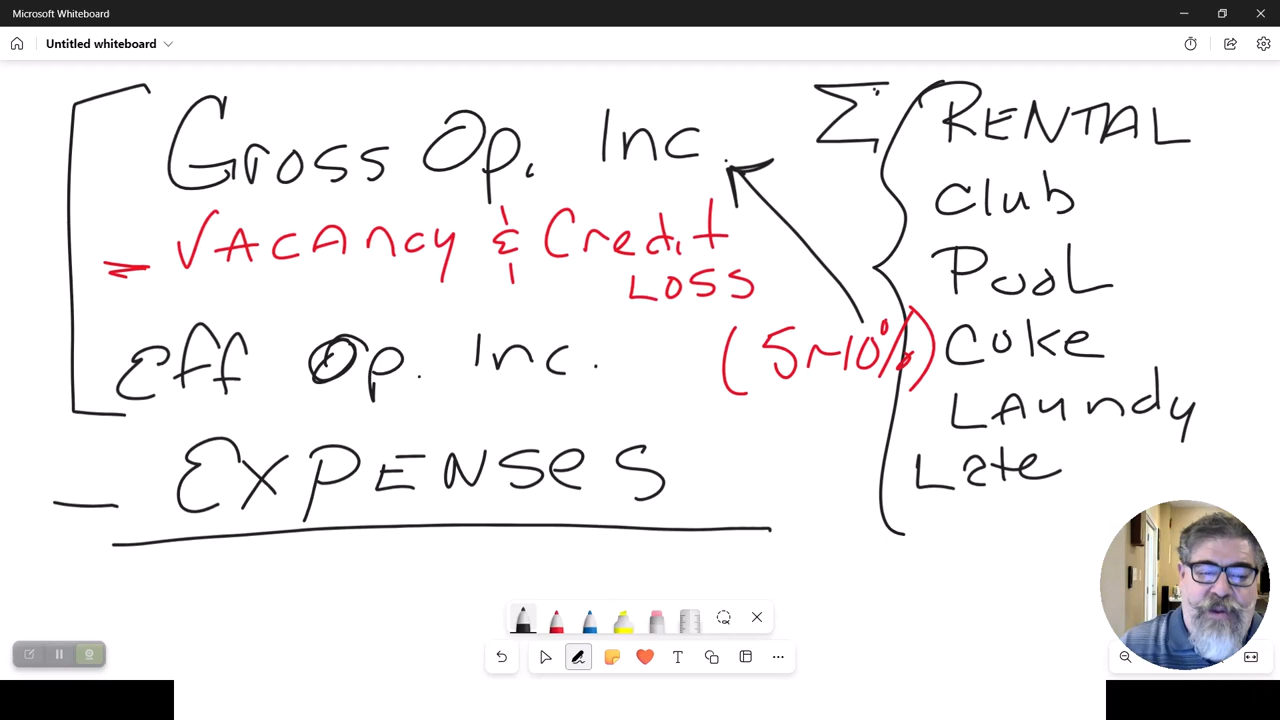 Microsoft Whiteboard
Untitled whiteboard
Gross Op. Inc.
- Vacancy & Credit
Loss
(5~10%)
Eff Op. Inc.
- Expenses
Σ { RENTAL
Club
Pool
Coke
Laundy
Late
T